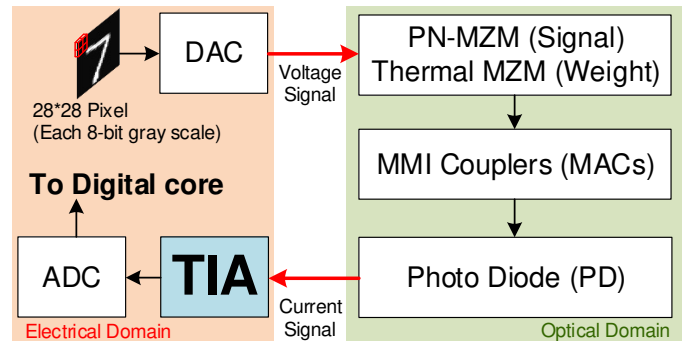 DAC
Voltage
Signal
PN-MZM (Signal)
Thermal MZM (Weight)
28*28 Pixel
(Each 8-bit gray scale)
MMI Couplers (MACs)
To Digital core
ADC
TIA
Current
Signal
Photo Diode (PD)
Electrical Domain
Optical Domain
7